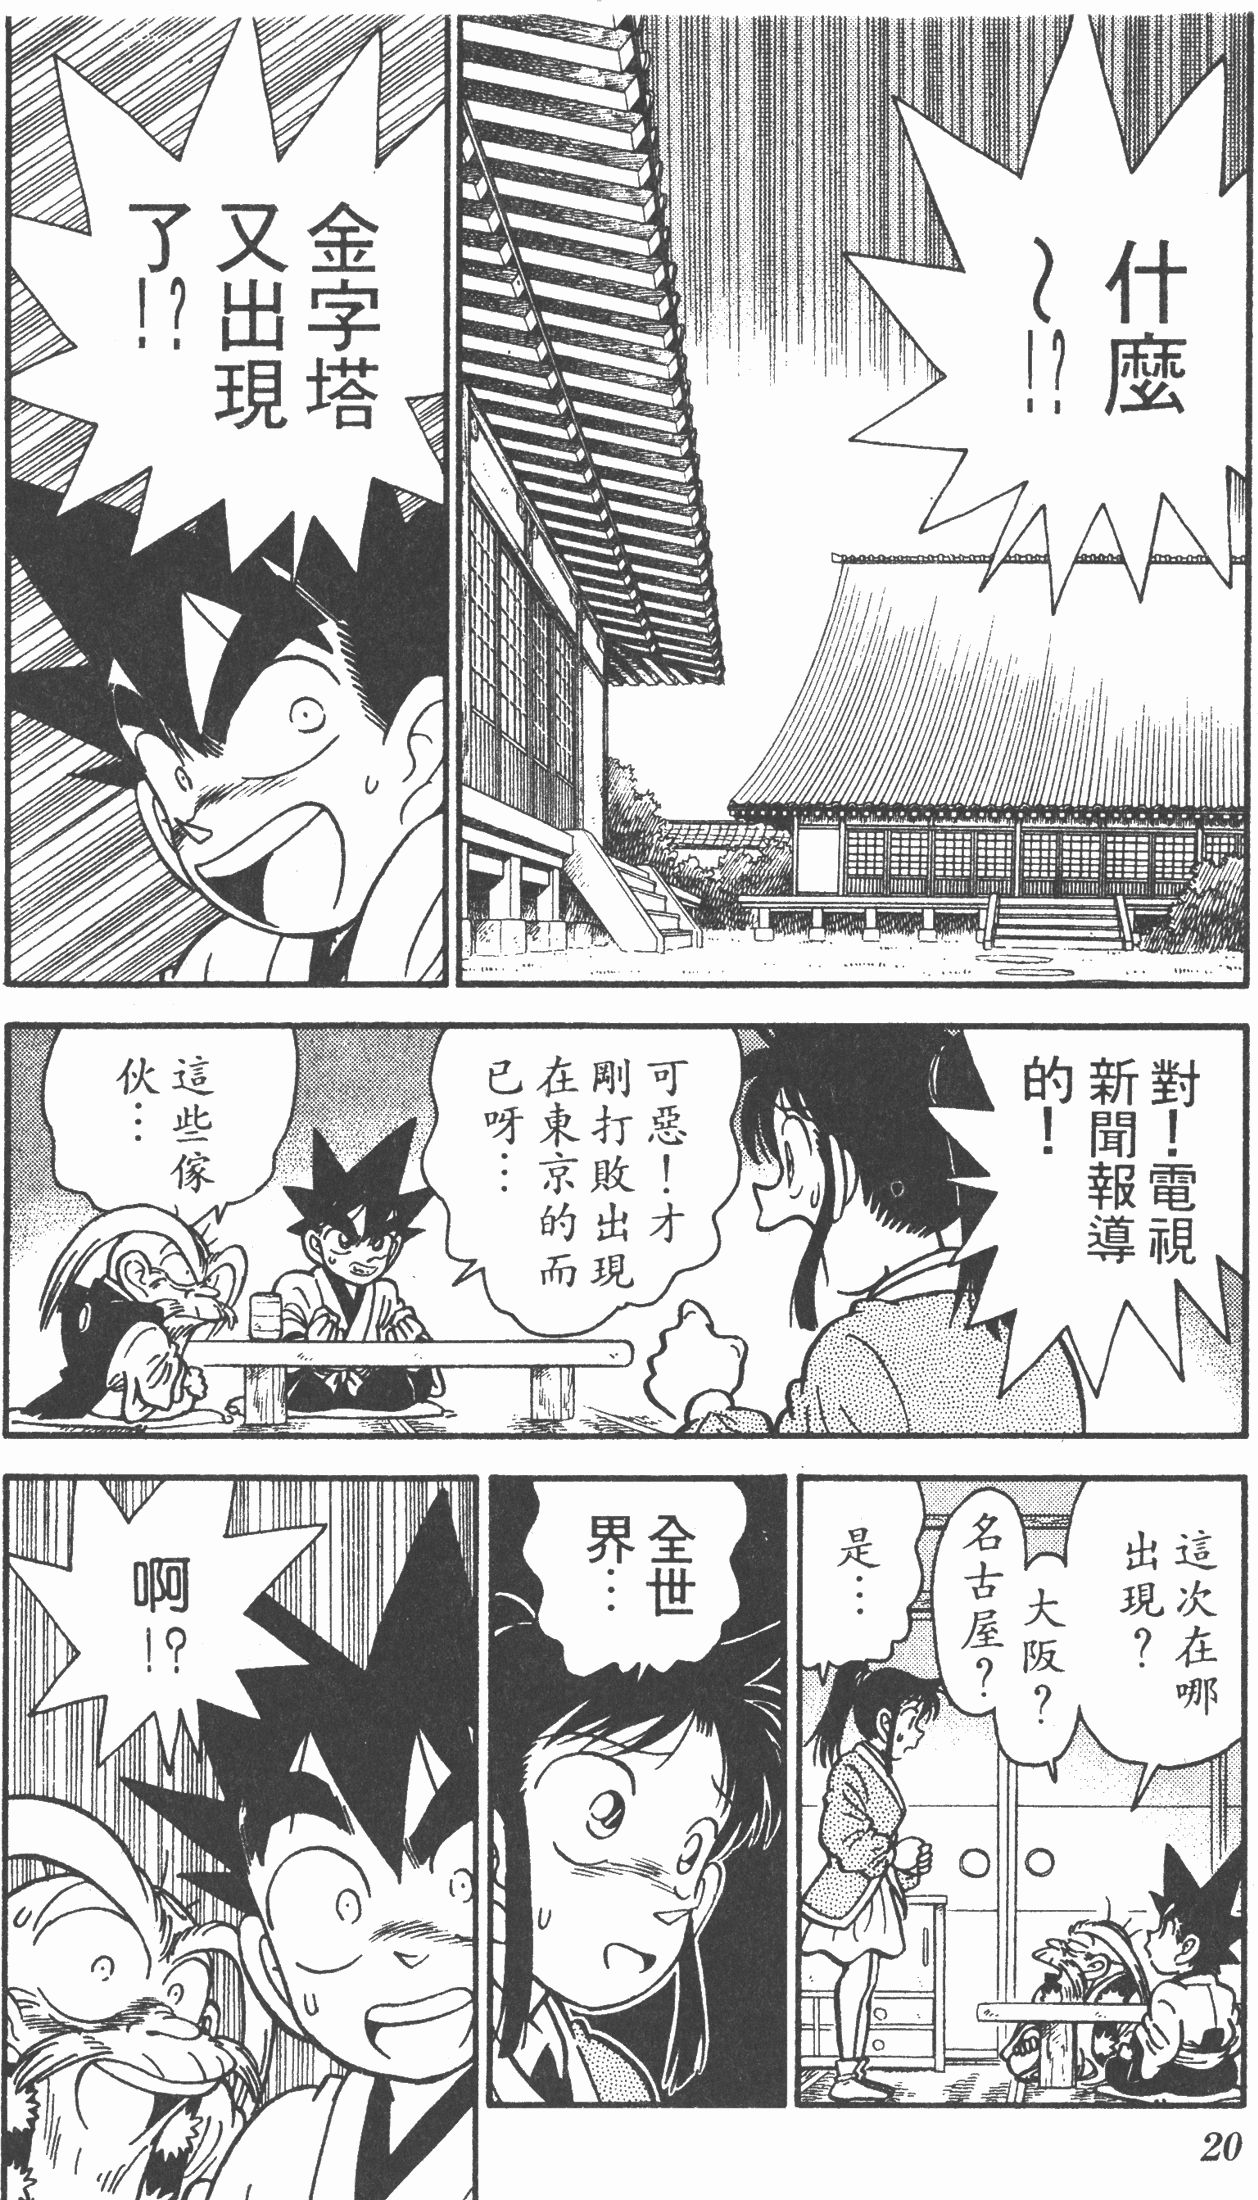 什麼
～!?
金字塔
又出現
了!?
對！電視
新聞報導
的！
可惡！才
剛打敗出現
在東京的而
已呀…
這些傢
伙…
這次在哪
出現？
大阪？
名古屋？
是…
全世
界…
啊!?
20